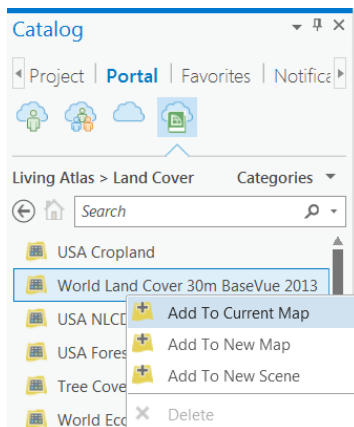 Catalog
Project Portal Favorites Notifica
Living Atlas > Land Cover Categories
Search
USA Cropland
World Land Cover 30m BaseVue 2013
USA NLCD
Add To Current Map
USA Fores
Add To New Map
Tree Cove
Add To New Scene
World Eco
Delete